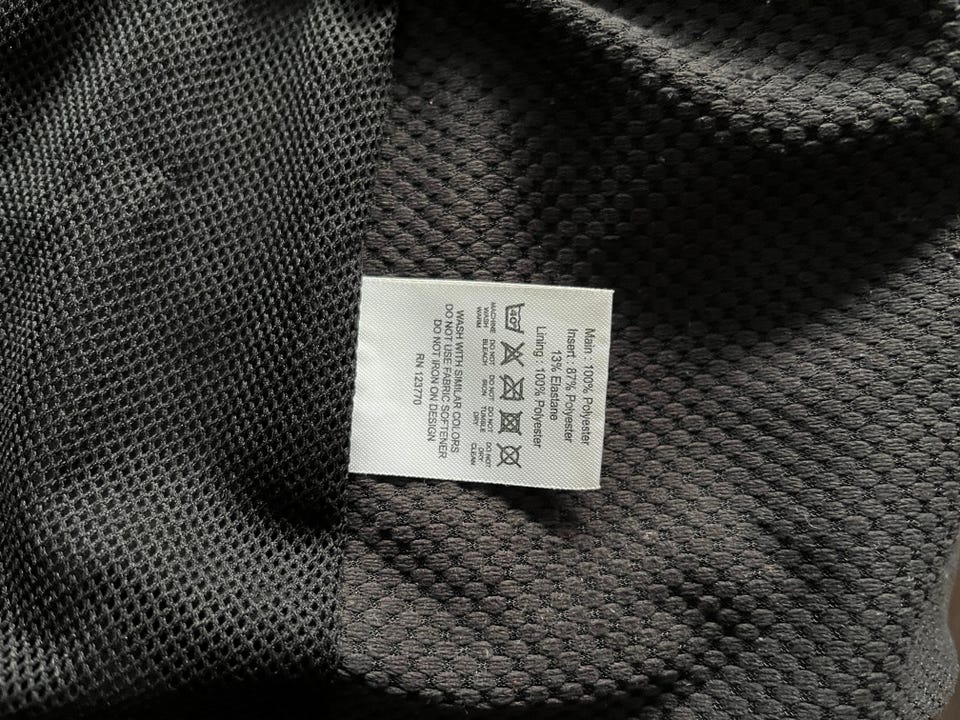 Main : 100% Polyester
Insert : 87% Polyester
13% Elastane
Lining : 100% Polyester
40°
MACHINE WASH WARM
DO NOT BLEACH
DO NOT IRON
DO NOT TUMBLE DRY
DO NOT DRY CLEAN
WASH WITH SIMILAR COLORS
DO NOT USE FABRIC SOFTENER
DO NOT IRON ON DESIGN
RN 123770